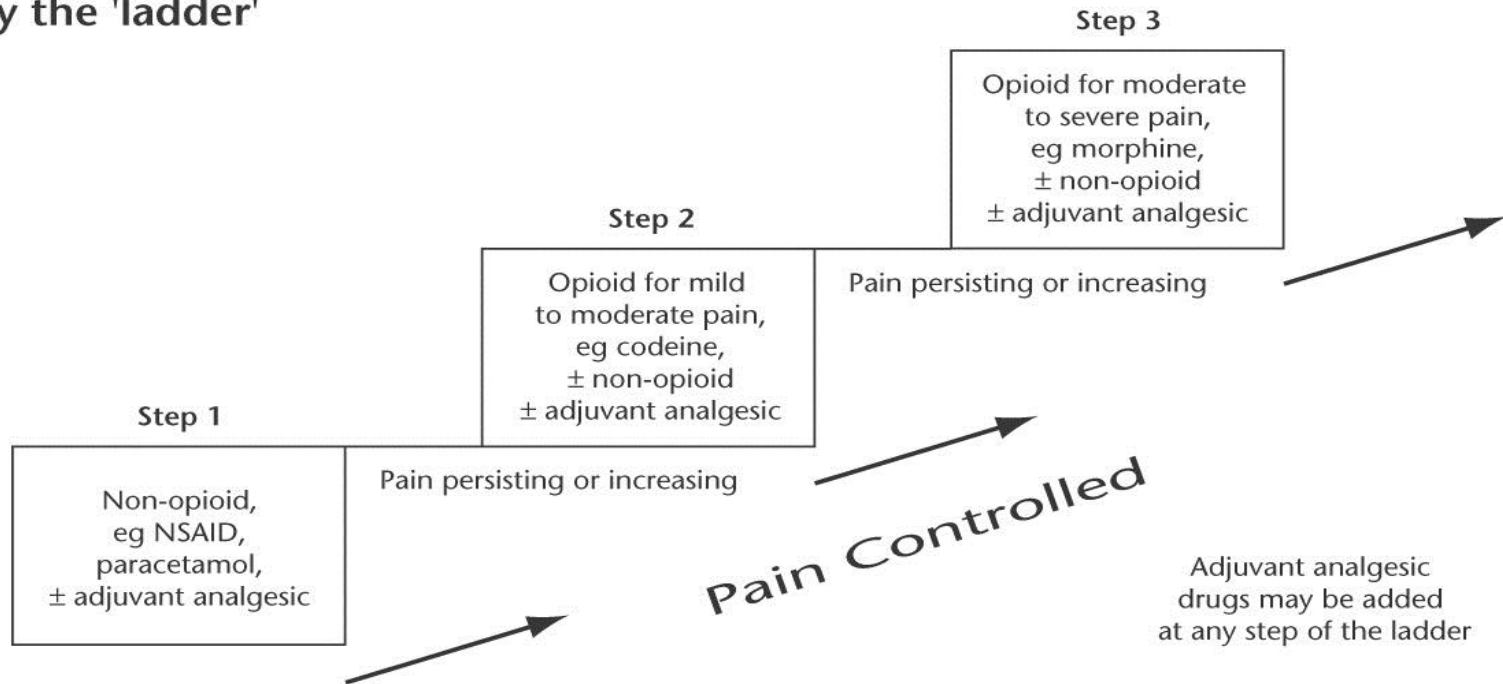 the 'ladder'
Step 1
Non-opioid,
eg NSAID,
paracetamol,
± adjuvant analgesic
Pain persisting or increasing
Step 2
Opioid for mild
to moderate pain,
eg codeine,
± non-opioid
± adjuvant analgesic
Pain persisting or increasing
Step 3
Opioid for moderate
to severe pain,
eg morphine,
± non-opioid
± adjuvant analgesic
Pain Controlled
Adjuvant analgesic
drugs may be added
at any step of the ladder